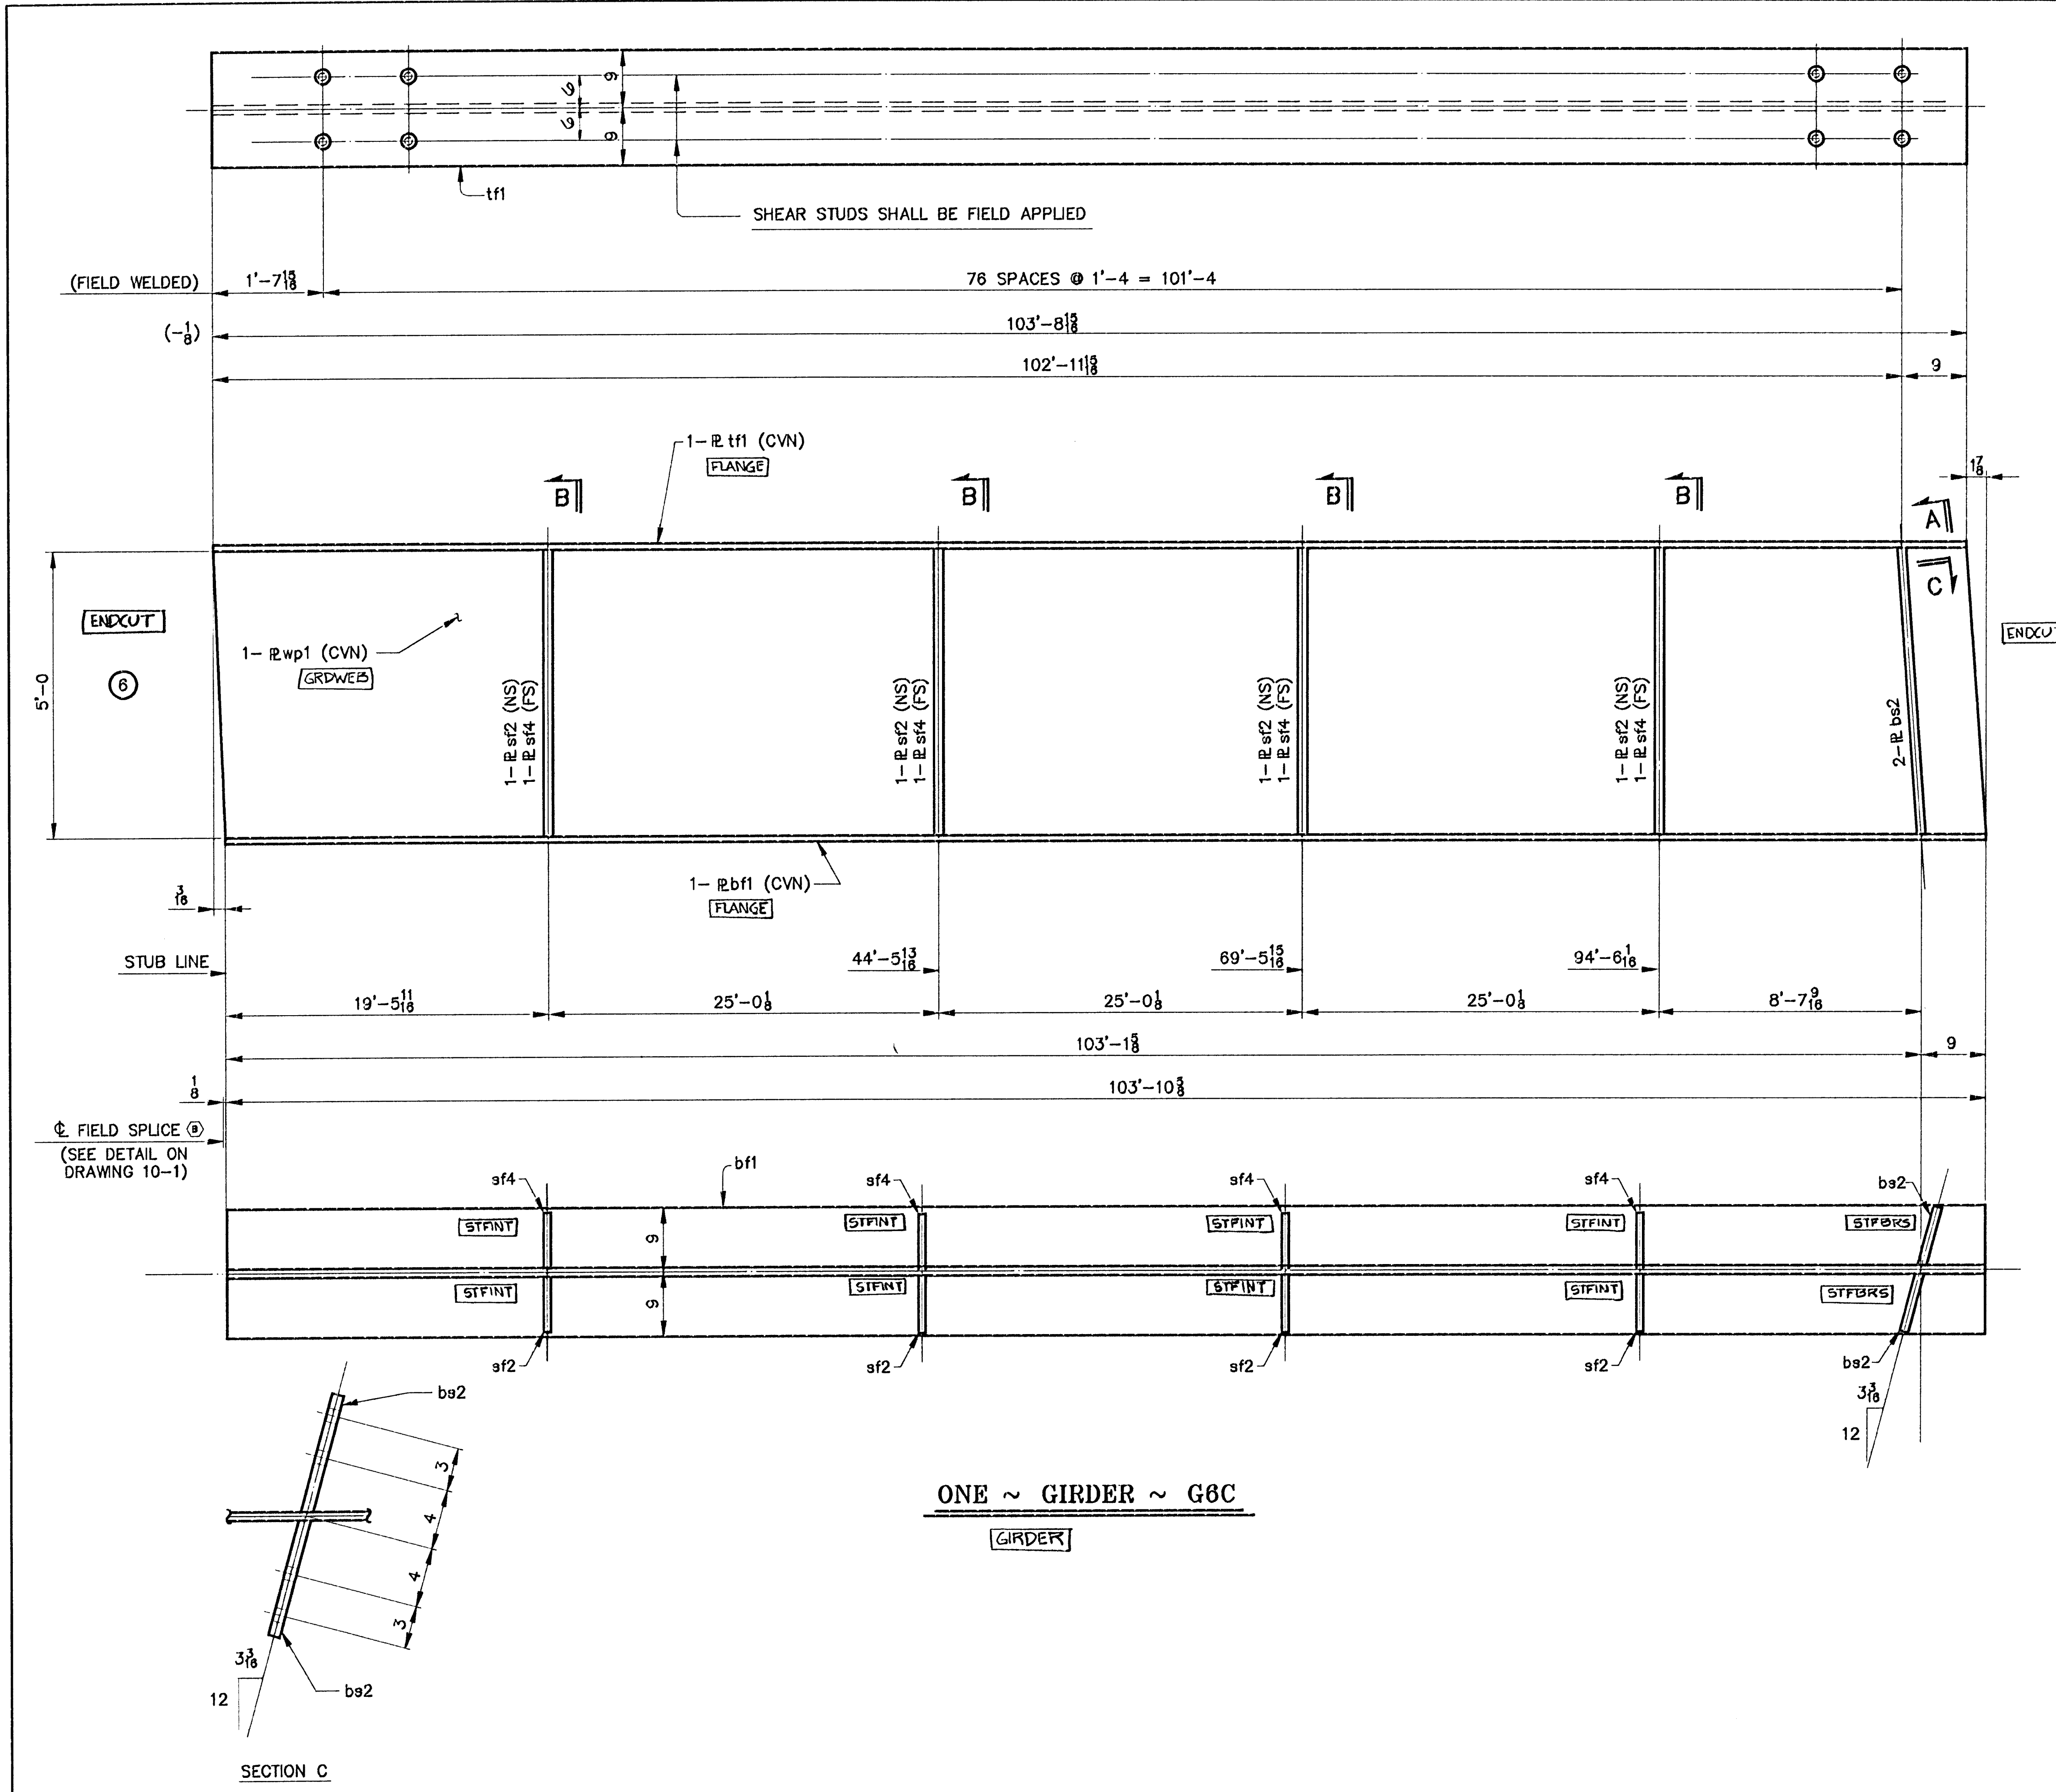 9
6
6
9
tf1
SHEAR STUDS SHALL BE FIELD APPLIED
(FIELD WELDED)
1'-7 15/16
76 SPACES @ 1'-4 = 101'-4
(-1/8)
103'-8 15/16
102'-11 15/16
9
1-PL tf1 (CVN)
FLANGE
1 7/8
B
B
B
B
A
C
5'-0
ENDCUT
6
1-PL wp1 (CVN)
GRDWEB
1-PL sf2 (NS)
1-PL sf4 (FS)
1-PL sf2 (NS)
1-PL sf4 (FS)
1-PL sf2 (NS)
1-PL sf4 (FS)
1-PL sf2 (NS)
1-PL sf4 (FS)
2-PL bs2
ENDCUT
1-PL bf1 (CVN)
FLANGE
3/16
STUB LINE
44'-5 13/16
69'-5 15/16
94'-6 1/16
19'-5 11/16
25'-0 1/8
25'-0 1/8
25'-0 1/8
8'-7 9/16
103'-1 5/8
9
1/8
103'-10 5/8
℄ FIELD SPLICE B
(SEE DETAIL ON
DRAWING 10-1)
bf1
sf4
sf4
sf4
sf4
bs2
STFINT
STFINT
STFINT
STFINT
STFBRS
9
9
STFINT
STFINT
STFINT
STFINT
STFBRS
sf2
sf2
sf2
sf2
bs2
3 3/16
12
bs2
3
4
4
3
3 3/16
12
bs2
SECTION C
ONE ~ GIRDER ~ G6C
GIRDER